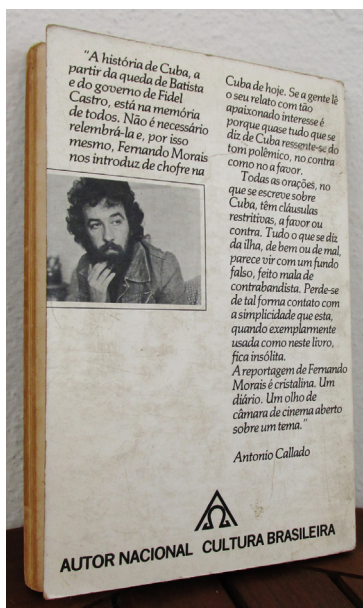 "A história de Cuba, a
partir da queda de Batista
e do governo de Fidel
Castro, está na memória
de todos. Não é necessário
relembrá-la e, por isso
mesmo, Fernando Morais
nos introduz de chofre na
Cuba de hoje. Se a gente lê
o seu relato com tão
apaixonado interesse é
porque quase tudo que se
diz de Cuba ressente-se do
tom polêmico, no contra
como no a favor.
Todas as orações, no
que se escreve sobre
Cuba, têm cláusulas
restritivas, a favor ou
contra. Tudo o que se diz
da ilha, de bem ou de mal,
parece vir com um fundo
falso, feito mala de
contrabandista. Perde-se
de tal forma contato com
a simplicidade que esta,
quando exemplarmente
usada como neste livro,
fica insólita.
A reportagem de Fernando
Morais é cristalina. Um
diário. Um olho de
câmara de cinema aberto
sobre um tema."
Antonio Callado
AUTOR NACIONAL CULTURA BRASILEIRA